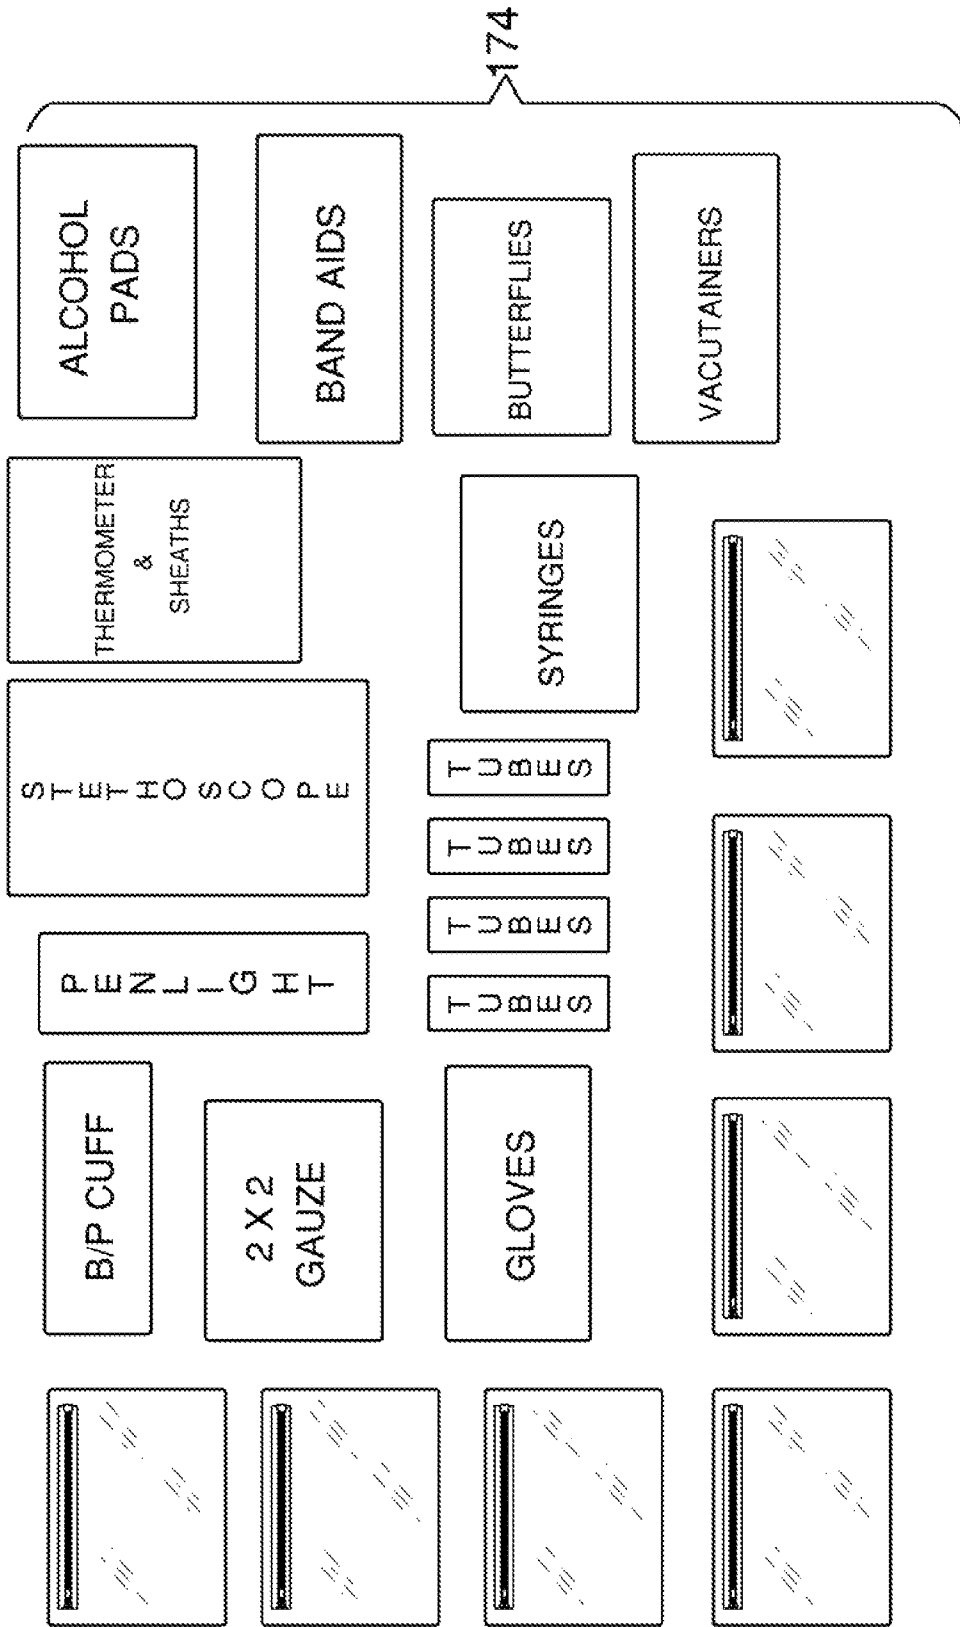 B/P CUFF
PENLIGHT
STETHOSCOPE
THERMOMETER
&
SHEATHS
ALCOHOL
PADS
2 X 2
GAUZE
BAND AIDS
GLOVES
TUBES
TUBES
TUBES
TUBES
SYRINGES
BUTTERFLIES
VACUTAINERS
174